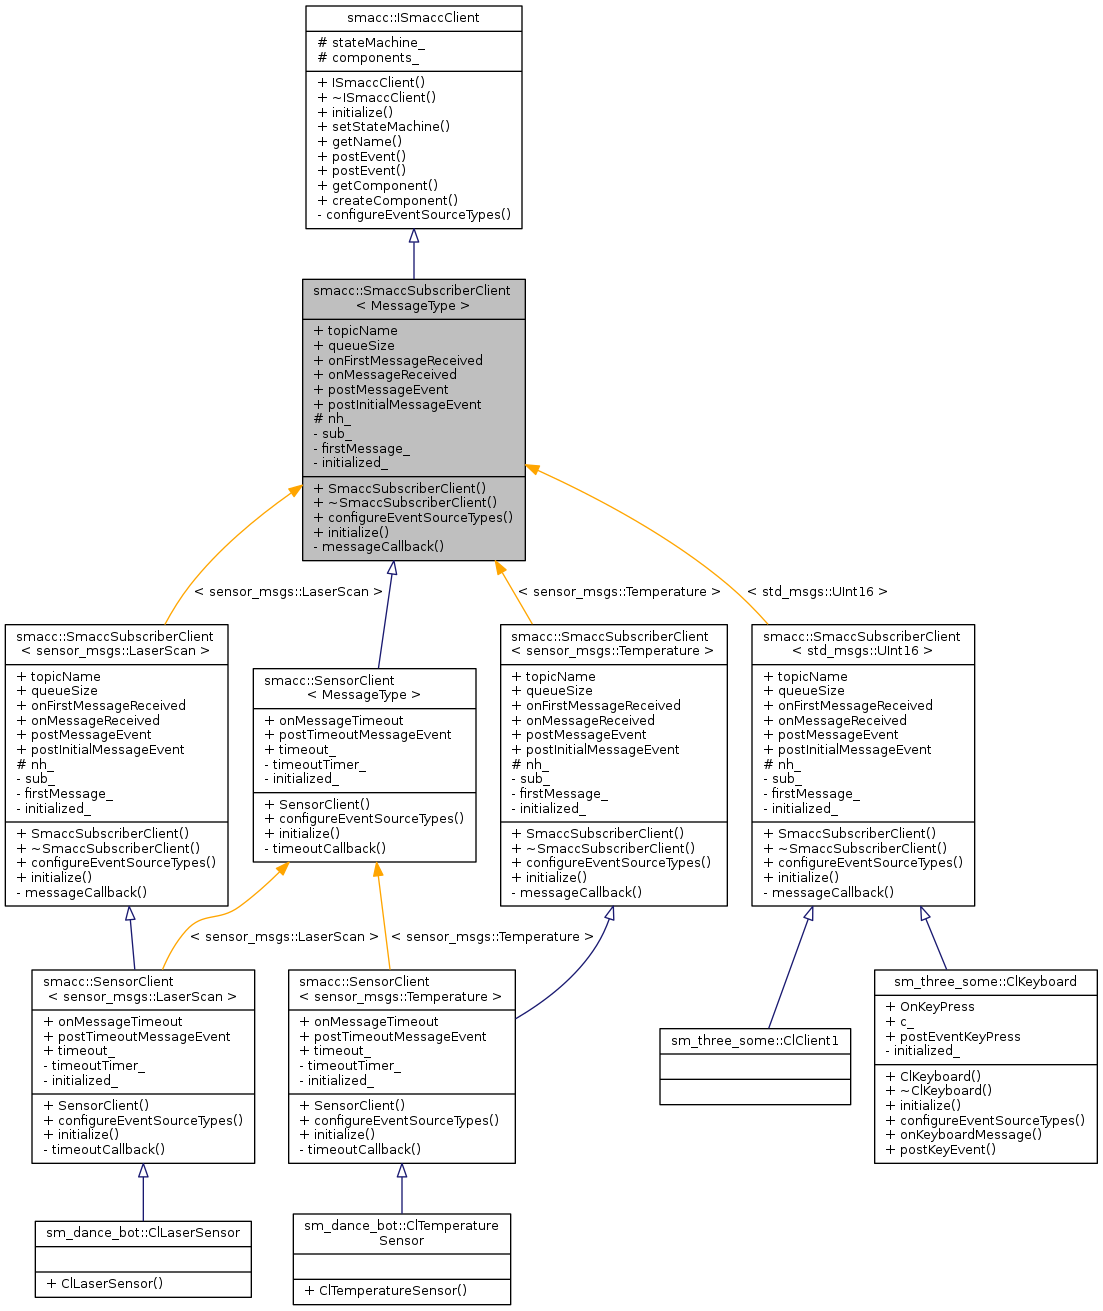 smacc::ISmaccClient
# stateMachine_
# components_
+ ISmaccClient()
+ ~ISmaccClient()
+ initialize()
+ setStateMachine()
+ getName()
+ postEvent()
+ postEvent()
+ getComponent()
+ createComponent()
- configureEventSourceTypes()
smacc::SmaccSubscriberClient
< MessageType >
+ topicName
+ queueSize
+ onFirstMessageReceived
+ onMessageReceived
+ postMessageEvent
+ postInitialMessageEvent
# nh_
- sub_
- firstMessage_
- initialized_
+ SmaccSubscriberClient()
+ ~SmaccSubscriberClient()
+ configureEventSourceTypes()
+ initialize()
- messageCallback()
< sensor_msgs::LaserScan >
< sensor_msgs::Temperature >
< std_msgs::UInt16 >
smacc::SmaccSubscriberClient
< sensor_msgs::LaserScan >
+ topicName
+ queueSize
+ onFirstMessageReceived
+ onMessageReceived
+ postMessageEvent
+ postInitialMessageEvent
# nh_
- sub_
- firstMessage_
- initialized_
+ SmaccSubscriberClient()
+ ~SmaccSubscriberClient()
+ configureEventSourceTypes()
+ initialize()
- messageCallback()
smacc::SensorClient
< MessageType >
+ onMessageTimeout
+ postTimeoutMessageEvent
+ timeout_
- timeoutTimer_
- initialized_
+ SensorClient()
+ configureEventSourceTypes()
+ initialize()
- timeoutCallback()
smacc::SmaccSubscriberClient
< sensor_msgs::Temperature >
+ topicName
+ queueSize
+ onFirstMessageReceived
+ onMessageReceived
+ postMessageEvent
+ postInitialMessageEvent
# nh_
- sub_
- firstMessage_
- initialized_
+ SmaccSubscriberClient()
+ ~SmaccSubscriberClient()
+ configureEventSourceTypes()
+ initialize()
- messageCallback()
smacc::SmaccSubscriberClient
< std_msgs::UInt16 >
+ topicName
+ queueSize
+ onFirstMessageReceived
+ onMessageReceived
+ postMessageEvent
+ postInitialMessageEvent
# nh_
- sub_
- firstMessage_
- initialized_
+ SmaccSubscriberClient()
+ ~SmaccSubscriberClient()
+ configureEventSourceTypes()
+ initialize()
- messageCallback()
< sensor_msgs::LaserScan >
< sensor_msgs::Temperature >
smacc::SensorClient
< sensor_msgs::LaserScan >
+ onMessageTimeout
+ postTimeoutMessageEvent
+ timeout_
- timeoutTimer_
- initialized_
+ SensorClient()
+ configureEventSourceTypes()
+ initialize()
- timeoutCallback()
smacc::SensorClient
< sensor_msgs::Temperature >
+ onMessageTimeout
+ postTimeoutMessageEvent
+ timeout_
- timeoutTimer_
- initialized_
+ SensorClient()
+ configureEventSourceTypes()
+ initialize()
- timeoutCallback()
sm_three_some::ClClient1
sm_three_some::ClKeyboard
+ OnKeyPress
+ c_
+ postEventKeyPress
- initialized_
+ ClKeyboard()
+ ~ClKeyboard()
+ initialize()
+ configureEventSourceTypes()
+ onKeyboardMessage()
+ postKeyEvent()
sm_dance_bot::ClLaserSensor
+ ClLaserSensor()
sm_dance_bot::ClTemperature
Sensor
+ ClTemperatureSensor()